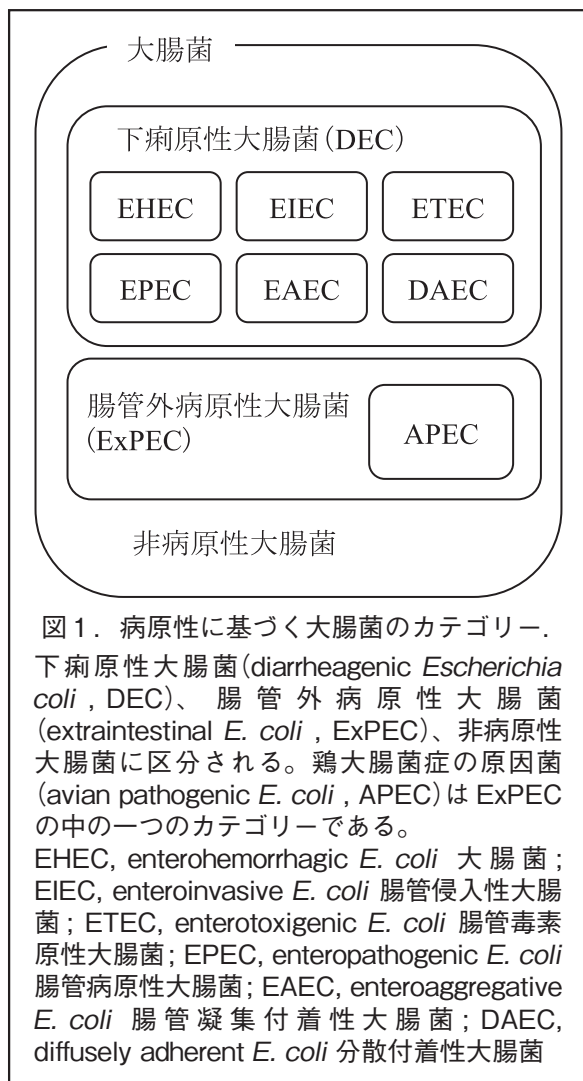 大腸菌
下痢原性大腸菌(DEC)
EHEC EIEC ETEC
EPEC EAEC DAEC
腸管外病原性大腸菌
(ExPEC)
APEC
非病原性大腸菌
図1. 病原性に基づく大腸菌のカテゴリー.
下痢原性大腸菌(diarrheagenic Escherichia
coli , DEC)、腸管外病原性大腸菌
(extraintestinal E. coli , ExPEC)、非病原性
大腸菌に区分される。鶏大腸菌症の原因菌
(avian pathogenic E. coli , APEC)は ExPEC
の中の一つのカテゴリーである。
EHEC, enterohemorrhagic E. coli 大腸菌;
EIEC, enteroinvasive E. coli 腸管侵入性大腸
菌; ETEC, enterotoxigenic E. coli 腸管毒素
原性大腸菌; EPEC, enteropathogenic E. coli
腸管病原性大腸菌; EAEC, enteroaggregative
E. coli 腸管凝集付着性大腸菌; DAEC,
diffusely adherent E. coli 分散付着性大腸菌